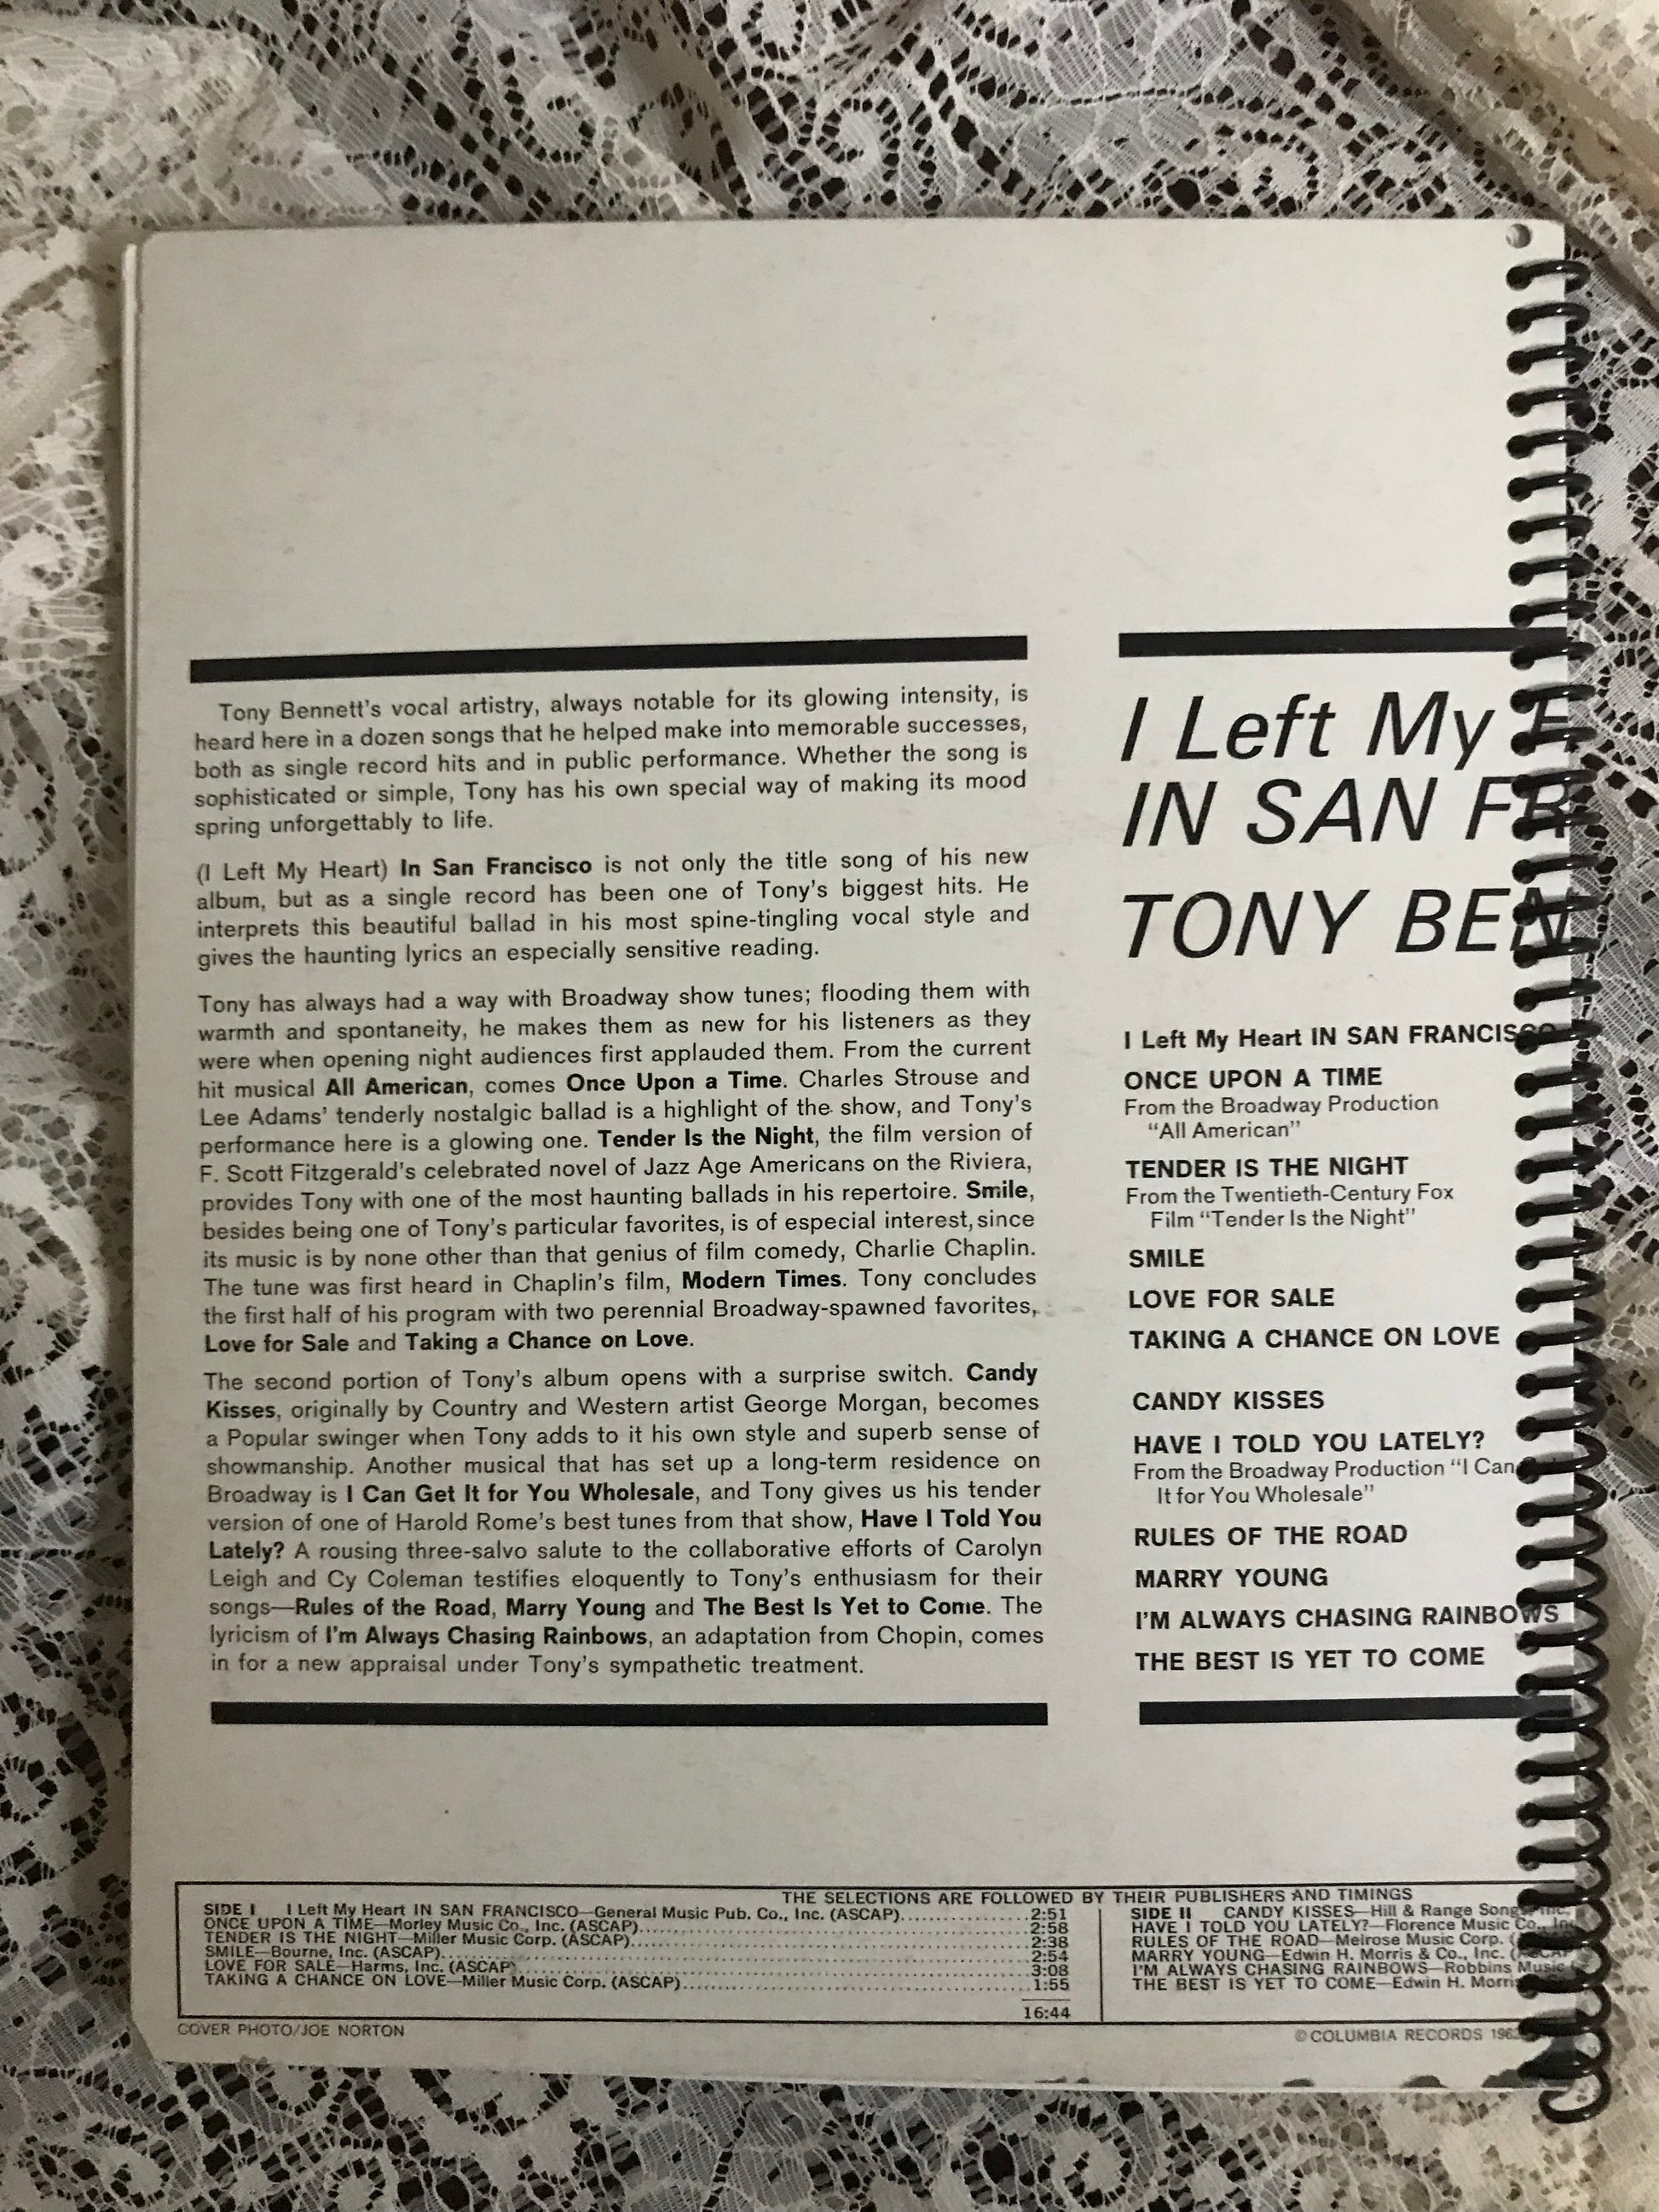 Tony Bennett's vocal artistry, always notable for its glowing intensity, is
heard here in a dozen songs that he helped make into memorable successes,
both as single record hits and in public performance. Whether the song is
sophisticated or simple, Tony has his own special way of making its mood
spring unforgettably to life.
(I Left My Heart) In San Francisco is not only the title song of his new
album, but as a single record has been one of Tony's biggest hits. He
interprets this beautiful ballad in his most spine-tingling vocal style and
gives the haunting lyrics an especially sensitive reading.
Tony has always had a way with Broadway show tunes; flooding them with
warmth and spontaneity, he makes them as new for his listeners as they
were when opening night audiences first applauded them. From the current
hit musical All American, comes Once Upon a Time. Charles Strouse and
Lee Adams' tenderly nostalgic ballad is a highlight of the show, and Tony's
performance here is a glowing one. Tender Is the Night, the film version of
F. Scott Fitzgerald's celebrated novel of Jazz Age Americans on the Riviera,
provides Tony with one of the most haunting ballads in his repertoire. Smile,
besides being one of Tony's particular favorites, is of especial interest, since
its music is by none other than that genius of film comedy, Charlie Chaplin.
The tune was first heard in Chaplin's film, Modern Times. Tony concludes
the first half of his program with two perennial Broadway-spawned favorites,
Love for Sale and Taking a Chance on Love.
The second portion of Tony's album opens with a surprise switch. Candy
Kisses, originally by Country and Western artist George Morgan, becomes
a Popular swinger when Tony adds to it his own style and superb sense of
showmanship. Another musical that has set up a long-term residence on
Broadway is I Can Get It for You Wholesale, and Tony gives us his tender
version of one of Harold Rome's best tunes from that show, Have I Told You
Lately? A rousing three-salvo salute to the collaborative efforts of Carolyn
Leigh and Cy Coleman testifies eloquently to Tony's enthusiasm for their
songs—Rules of the Road, Marry Young and The Best Is Yet to Come. The
lyricism of I'm Always Chasing Rainbows, an adaptation from Chopin, comes
in for a new appraisal under Tony's sympathetic treatment.
I Left My
IN SAN FR
TONY BEN
I Left My Heart IN SAN FRANCISCO
ONCE UPON A TIME
From the Broadway Production
"All American"
TENDER IS THE NIGHT
From the Twentieth-Century Fox
Film "Tender Is the Night"
SMILE
LOVE FOR SALE
TAKING A CHANCE ON LOVE
CANDY KISSES
HAVE I TOLD YOU LATELY?
From the Broadway Production "I Can
It for You Wholesale"
RULES OF THE ROAD
MARRY YOUNG
I'M ALWAYS CHASING RAINBOWS
THE BEST IS YET TO COME
THE SELECTIONS ARE FOLLOWED BY THEIR PUBLISHERS AND TIMINGS
SIDE I I Left My Heart IN SAN FRANCISCO—General Music Pub. Co., Inc. (ASCAP) 2:51
ONCE UPON A TIME—Morley Music Co., Inc. (ASCAP) 2:58
TENDER IS THE NIGHT—Miller Music Corp. (ASCAP) 2:38
SMILE—Bourne, Inc. (ASCAP) 2:54
LOVE FOR SALE—Harms, Inc. (ASCAP) 3:08
TAKING A CHANCE ON LOVE—Miller Music Corp. (ASCAP) 1:55
16:44
SIDE II CANDY KISSES—Hill & Range Songs, Inc.
HAVE I TOLD YOU LATELY?—Florence Music Co., Inc
RULES OF THE ROAD—Melrose Music Corp.
MARRY YOUNG—Edwin H. Morris & Co., Inc. (ASCAP
I'M ALWAYS CHASING RAINBOWS—Robbins Music
THE BEST IS YET TO COME—Edwin H. Morris
COVER PHOTO/JOE NORTON
© COLUMBIA RECORDS